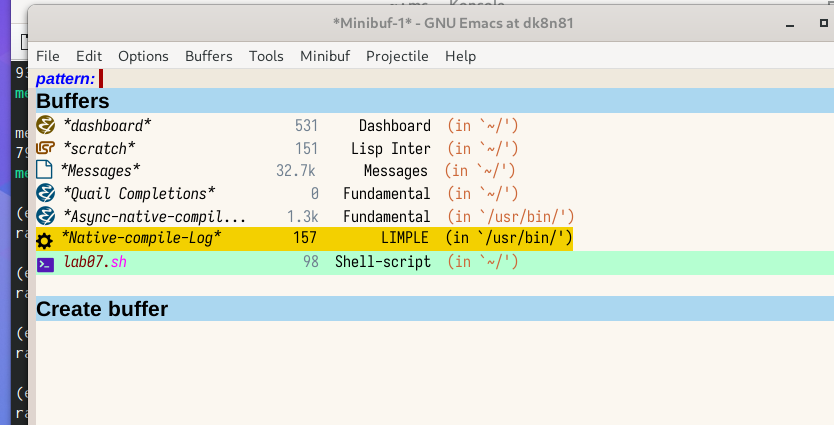 *Minibuf-1* - GNU Emacs at dk8n81
File Edit Options Buffers Tools Minibuf Projectile Help
pattern:
Buffers
*dashboard* 531 Dashboard (in `~/')
*scratch* 151 Lisp Inter (in `~/')
*Messages* 32.7k Messages (in `~/')
*Quail Completions* 0 Fundamental (in `~/')
*Async-native-compil... 1.3k Fundamental (in `/usr/bin/')
*Native-compile-Log* 157 LIMPLE (in `/usr/bin/')
lab07.sh 98 Shell-script (in `~/')
Create buffer